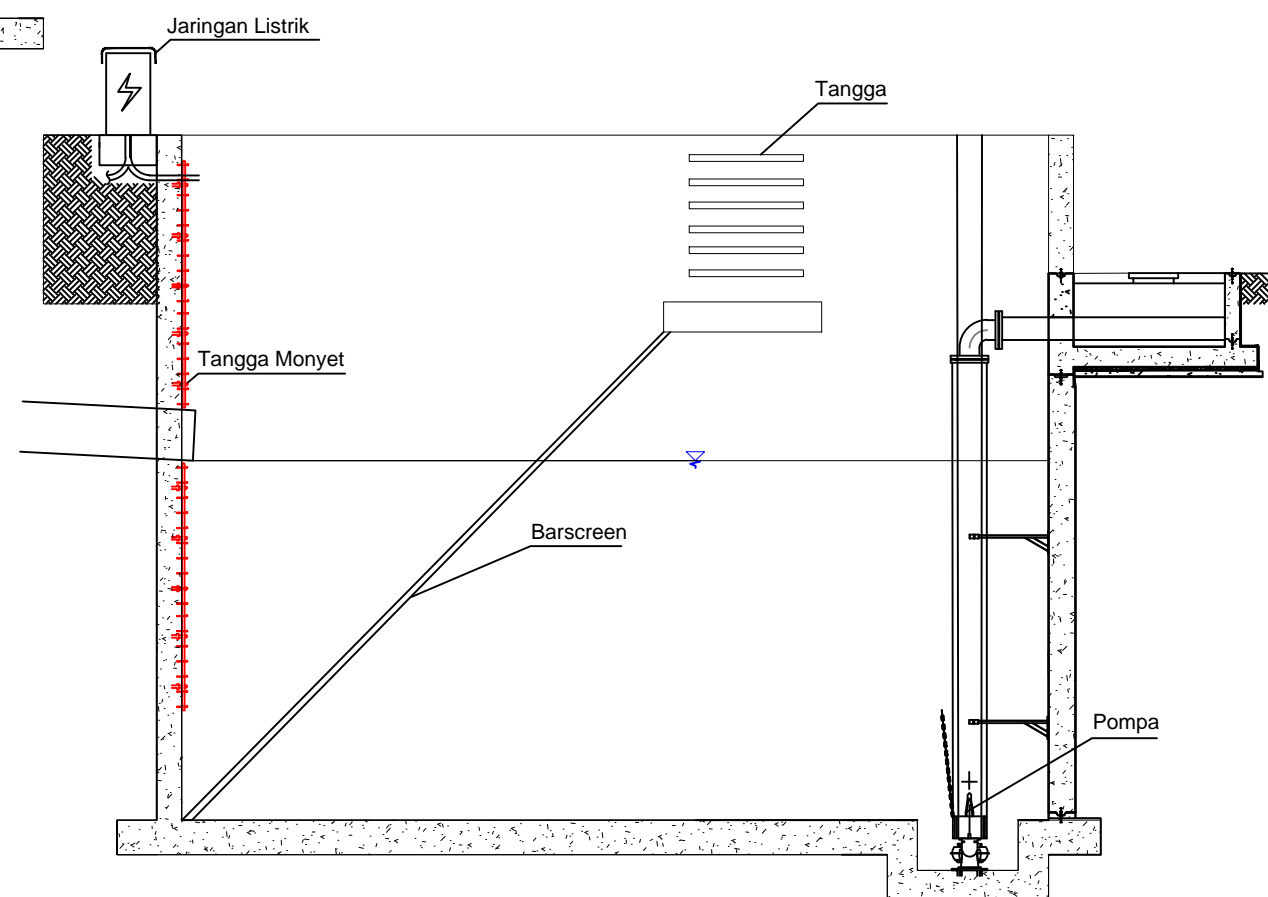 Jaringan Listrik
Tangga
Tangga Monyet
Barscreen
Pompa